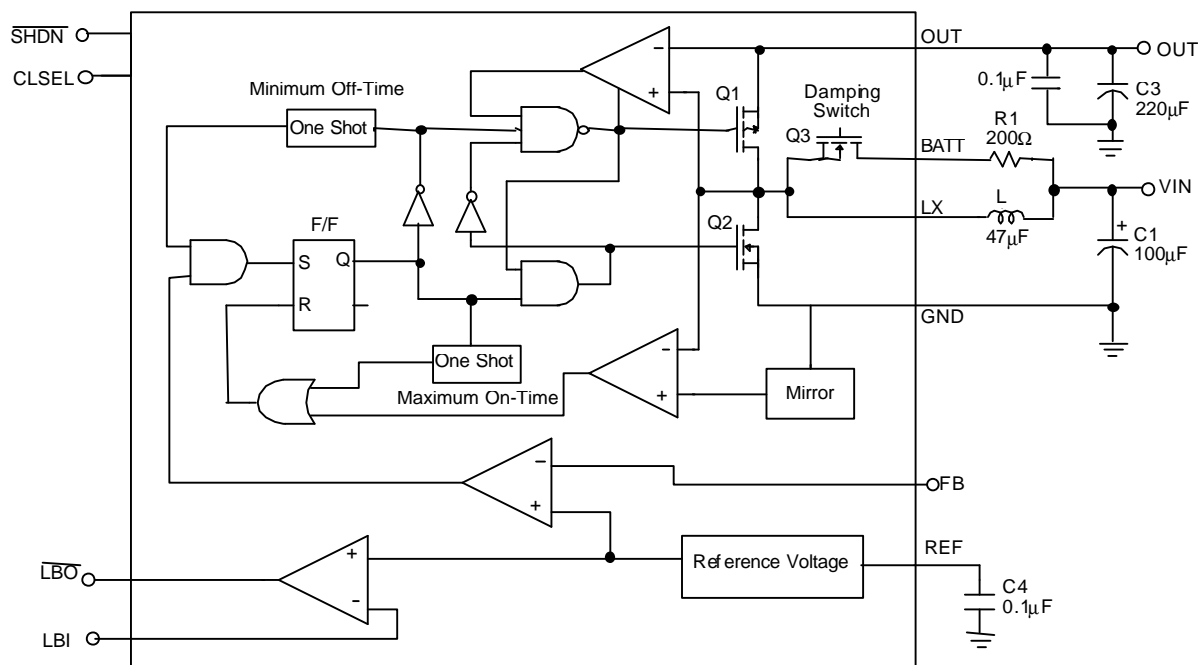 SHDN
CLSEL
Minimum Off-Time
One Shot
F/F
S
Q
R
One Shot
Maximum On-Time
-
+
Q1
Damping
Switch
Q3
Q2
OUT
OUT
0.1μF
C3
220μF
R1
200Ω
BATT
VIN
LX
L
47μF
+
C1
100μF
GND
-
+
Mirror
-
+
FB
Reference Voltage
REF
C4
0.1μF
+
-
LBO
LBI